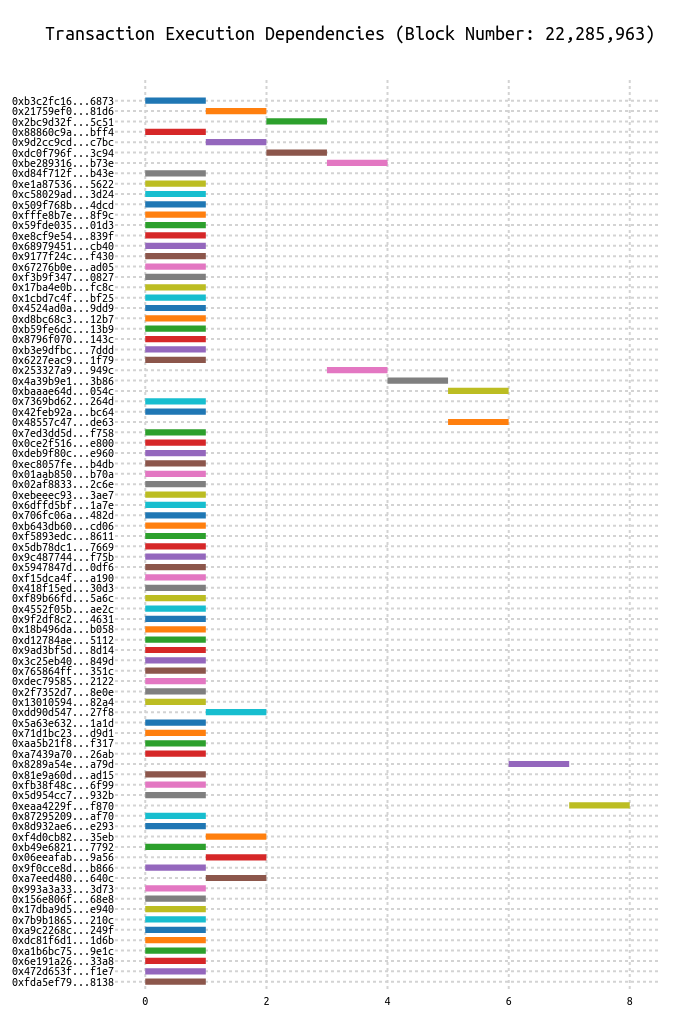 Transaction Execution Dependencies (Block Number: 22,285,963)
0xb3c2fc16...6873
0x21759ef0...81d6
0x2bc9d32f...5c51
0x88860c9a...bff4
0x9d2cc9cd...c7bc
0xdc0f796f...3c94
0xbe289316...b73e
0xd84f712f...b43e
0xe1a87536...5622
0xc58029ad...3d24
0x509f768b...4dcd
0xfffe8b7e...8f9c
0x59fde035...01d3
0xe8cf9e54...839f
0x68979451...cb40
0x9177f24c...f430
0x67276b0e...ad05
0xf3b9f347...0827
0x17ba4e0b...fc8c
0x1cbd7c4f...bf25
0x4524ad0a...9dd9
0xd8bc68c3...12b7
0xb59fe6dc...13b9
0x8796f070...143c
0xb3e9dfbc...7ddd
0x6227eac9...1f79
0x253327a9...949c
0x4a39b9e1...3b86
0xbaaae64d...054c
0x7369bd62...264d
0x42feb92a...bc64
0x48557c47...de63
0x7ed3dd5d...f758
0x0ce2f516...e800
0xdeb9f80c...e960
0xec8057fe...b4db
0x01aab850...b70a
0x02af8833...2c6e
0xebeeec93...3ae7
0x6dffd5bf...1a7e
0x706fc06a...482d
0xb643db60...cd06
0xf5893edc...8611
0x5db78dc1...7669
0x9c487744...f75b
0x5947847d...0df6
0xf15dca4f...a190
0x418f15ed...30d3
0xf89b66fd...5a6c
0x4552f05b...ae2c
0x9f2df8c2...4631
0x18b496da...b058
0xd12784ae...5112
0x9ad3bf5d...8d14
0x3c25eb40...849d
0x765864ff...351c
0xdec79585...2122
0x2f7352d7...8e0e
0x13010594...82a4
0xdd90d547...27f8
0x5a63e632...1a1d
0x71d1bc23...d9d1
0xaa5b21f8...f317
0xa7439a70...26ab
0x8289a54e...a79d
0x81e9a60d...ad15
0xfb38f48c...6f99
0x5d954cc7...932b
0xeaa4229f...f870
0x87295209...af70
0x8d932ae6...e293
0xf4d0cb82...35eb
0xb49e6821...7792
0x06eeafab...9a56
0x9f0cce8d...b866
0xa7eed480...640c
0x993a3a33...3d73
0x156e806f...68e8
0x17dba9d5...e940
0x7b9b1865...210c
0xa9c2268c...249f
0xdc81f6d1...1d6b
0xa1b6bc75...9e1c
0x6e191a26...33a8
0x472d653f...f1e7
0xfda5ef79...8138
0 2 4 6 8